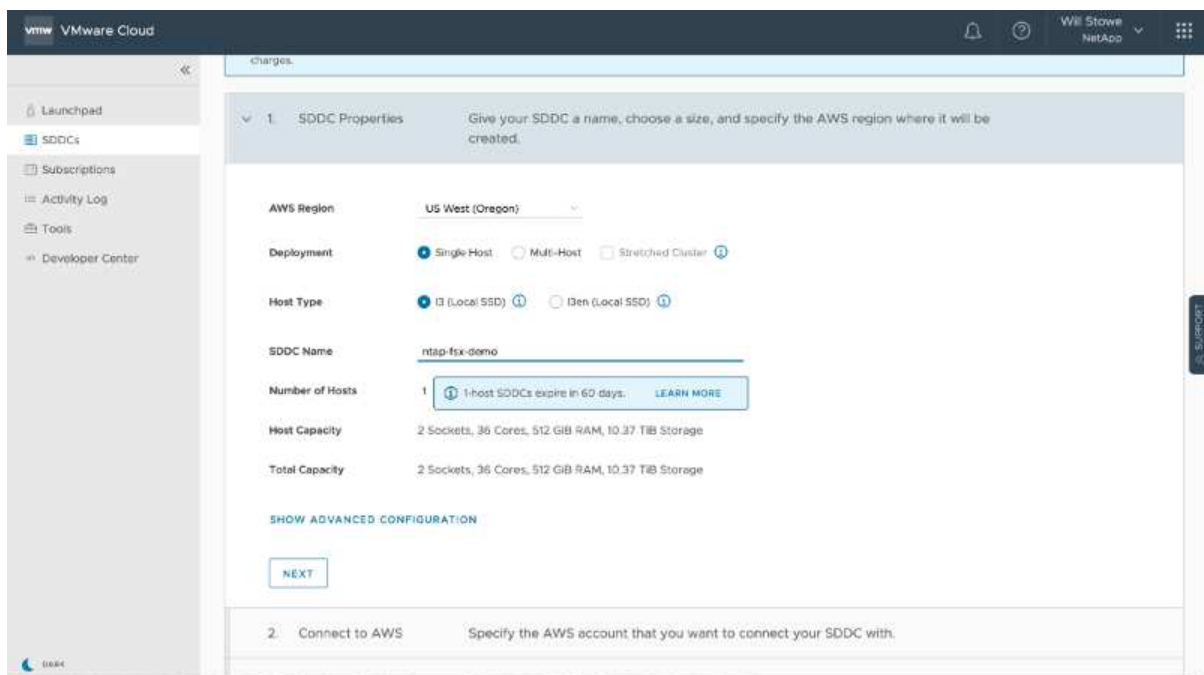 vmw VMware Cloud
Will Stowe
NetApp
charges.
Launchpad
SDDCs
Subscriptions
Activity Log
Tools
Developer Center
1. SDDC Properties Give your SDDC a name, choose a size, and specify the AWS region where it will be
created.
AWS Region US West (Oregon)
Deployment Single Host Multi-Host Stretched Cluster
Host Type i3 (Local SSD) i3en (Local SSD)
SDDC Name ntap-fsx-demo
Number of Hosts 1 1-host SDDCs expire in 60 days. LEARN MORE
Host Capacity 2 Sockets, 36 Cores, 512 GiB RAM, 10.37 TiB Storage
Total Capacity 2 Sockets, 36 Cores, 512 GiB RAM, 10.37 TiB Storage
SHOW ADVANCED CONFIGURATION
NEXT
2. Connect to AWS Specify the AWS account that you want to connect your SDDC with.
DARK
SUPPORT